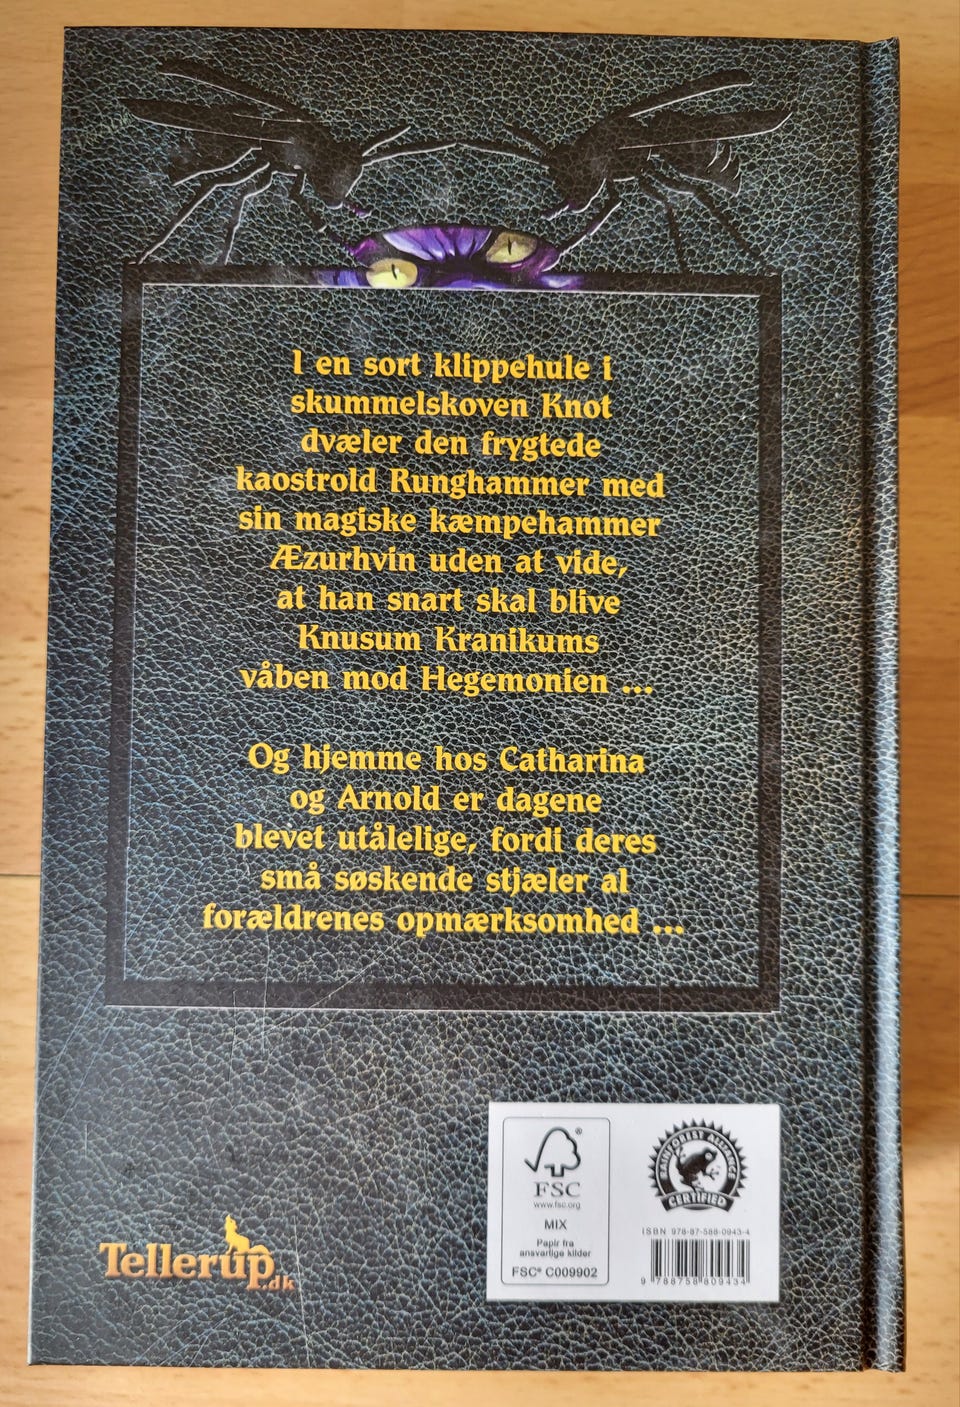 I en sort klippehule i
skummelskoven Knot
dvæler den frygtede
kaostrold Runghammer med
sin magiske kæmpehammer
Æzurhvin uden at vide,
at han snart skal blive
Knusum Kranikums
våben mod Hegemonien ...
Og hjemme hos Catharina
og Arnold er dagene
blevet utålelige, fordi deres
små søskende stjæler al
forældrenes opmærksomhed ...
Tellerup.dk
®
FSC
www.fsc.org
MIX
Papir fra
ansvarlige kilder
FSC® C009902
RAINFOREST ALLIANCE
CERTIFIED
ISBN 978-87-588-0943-4
9 788758 809434